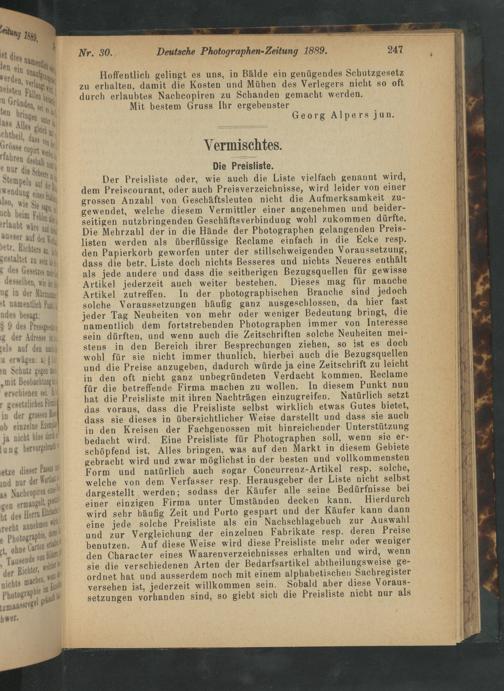 Zeitung 1889.
Nr. 30. Deutsche Photographen-Zeitung 1889. 247
Hoffentlich gelingt es uns, in Bälde ein genügendes Schutzgesetz
zu erhalten, damit die Kosten und Mühen des Verlegers nicht so oft
durch erlaubtes Nachcopiren zu Schanden gemacht werden.
Mit bestem Gruss Ihr ergebenster
Georg Alpers jun.
Vermischtes.
Die Preisliste.
Der Preisliste oder, wie auch die Liste vielfach genannt wird,
dem Preiscourant, oder auch Preisverzeichnisse, wird leider von einer
grossen Anzahl von Geschäftsleuten nicht die Aufmerksamkeit zu-
gewendet, welche diesem Vermittler einer angenehmen und beider-
seitigen nutzbringenden Geschäftsverbindung wohl zukommen dürfte.
Die Mehrzahl der in die Hände der Photographen gelangenden Preis-
listen werden als überflüssige Reclame einfach in die Ecke resp.
den Papierkorb geworfen unter der stillschweigenden Voraussetzung,
dass die betr. Liste doch nichts Besseres und nichts Neueres enthält
als jede andere und dass die seitherigen Bezugsquellen für gewisse
Artikel jederzeit auch weiter bestehen. Dieses mag für manche
Artikel zutreffen. In der photographischen Branche sind jedoch
solche Voraussetzungen häufig ganz ausgeschlossen, da hier fast
jeder Tag Neuheiten von mehr oder weniger Bedeutung bringt, die
namentlich dem fortstrebenden Photographen immer von Interesse
sein dürften, und wenn auch die Zeitschriften solche Neuheiten mei-
stens in den Bereich ihrer Besprechungen ziehen, so ist es doch
wohl für sie nicht immer thunlich, hierbei auch die Bezugsquellen
und die Preise anzugeben, dadurch würde ja eine Zeitschrift zu leicht
in den oft nicht ganz unbegründeten Verdacht kommen, Reclame
für die betreffende Firma machen zu wollen. In diesem Punkt nun
hat die Preisliste mit ihren Nachträgen einzugreifen. Natürlich setzt
das voraus, dass die Preisliste selbst wirklich etwas Gutes bietet,
dass sie dieses in übersichtlicher Weise darstellt und dass sie auch
in den Kreisen der Fachgenossen mit hinreichender Unterstützung
bedacht wird. Eine Preisliste für Photographen soll, wenn sie er-
schöpfend ist, Alles bringen, was auf den Markt in diesem Gebiete
gebracht wird und zwar möglichst in der besten und vollkommensten
Form und natürlich auch sogar Concurrenz-Artikel resp. solche,
welche von dem Verfasser resp. Herausgeber der Liste nicht selbst
dargestellt werden; sodass der Käufer alle seine Bedürfnisse bei
einer einzigen Firma unter Umständen decken kann. Hierdurch
wird sehr häufig Zeit und Porto gespart und der Käufer kann dann
eine jede solche Preisliste als ein Nachschlagebuch zur Auswahl
und zur Vergleichung der einzelnen Fabrikate resp. deren Preise
benutzen. Auf diese Weise wird diese Preisliste mehr oder weniger
den Character eines Waarenverzeichnisses erhalten und wird, wenn
sie die verschiedenen Arten der Bedarfsartikel abtheilungsweise ge-
ordnet hat und ausserdem noch mit einem alphabetischen Sachregister
versehen ist, jederzeit willkommen sein. Sobald aber diese Voraus-
setzungen vorhanden sind, so giebt sich die Preisliste nicht nur als